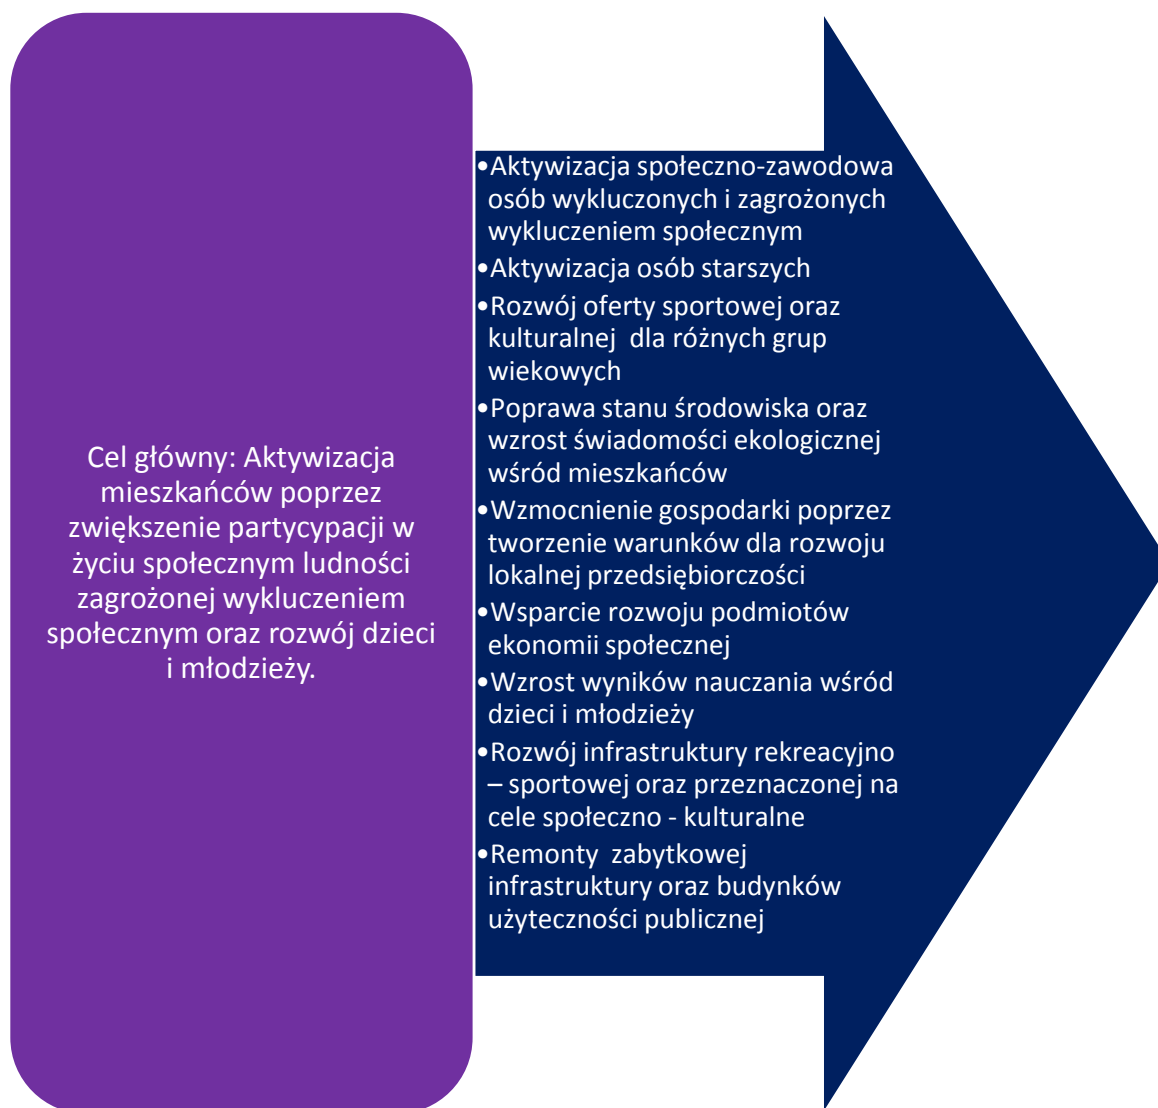 Cel główny: Aktywizacja
mieszkańców poprzez
zwiększenie partycypacji w
życiu społecznym ludności
zagrożonej wykluczeniem
społecznym oraz rozwój dzieci
i młodzieży.
•Aktywizacja społeczno-zawodowa
osób wykluczonych i zagrożonych
wykluczeniem społecznym
•Aktywizacja osób starszych
•Rozwój oferty sportowej oraz
kulturalnej  dla różnych grup
wiekowych
•Poprawa stanu środowiska oraz
wzrost świadomości ekologicznej
wśród mieszkańców
•Wzmocnienie gospodarki poprzez
tworzenie warunków dla rozwoju
lokalnej przedsiębiorczości
•Wsparcie rozwoju podmiotów
ekonomii społecznej
•Wzrost wyników nauczania wśród
dzieci i młodzieży
•Rozwój infrastruktury rekreacyjno
– sportowej oraz przeznaczonej na
cele społeczno - kulturalne
•Remonty  zabytkowej
infrastruktury oraz budynków
użyteczności publicznej